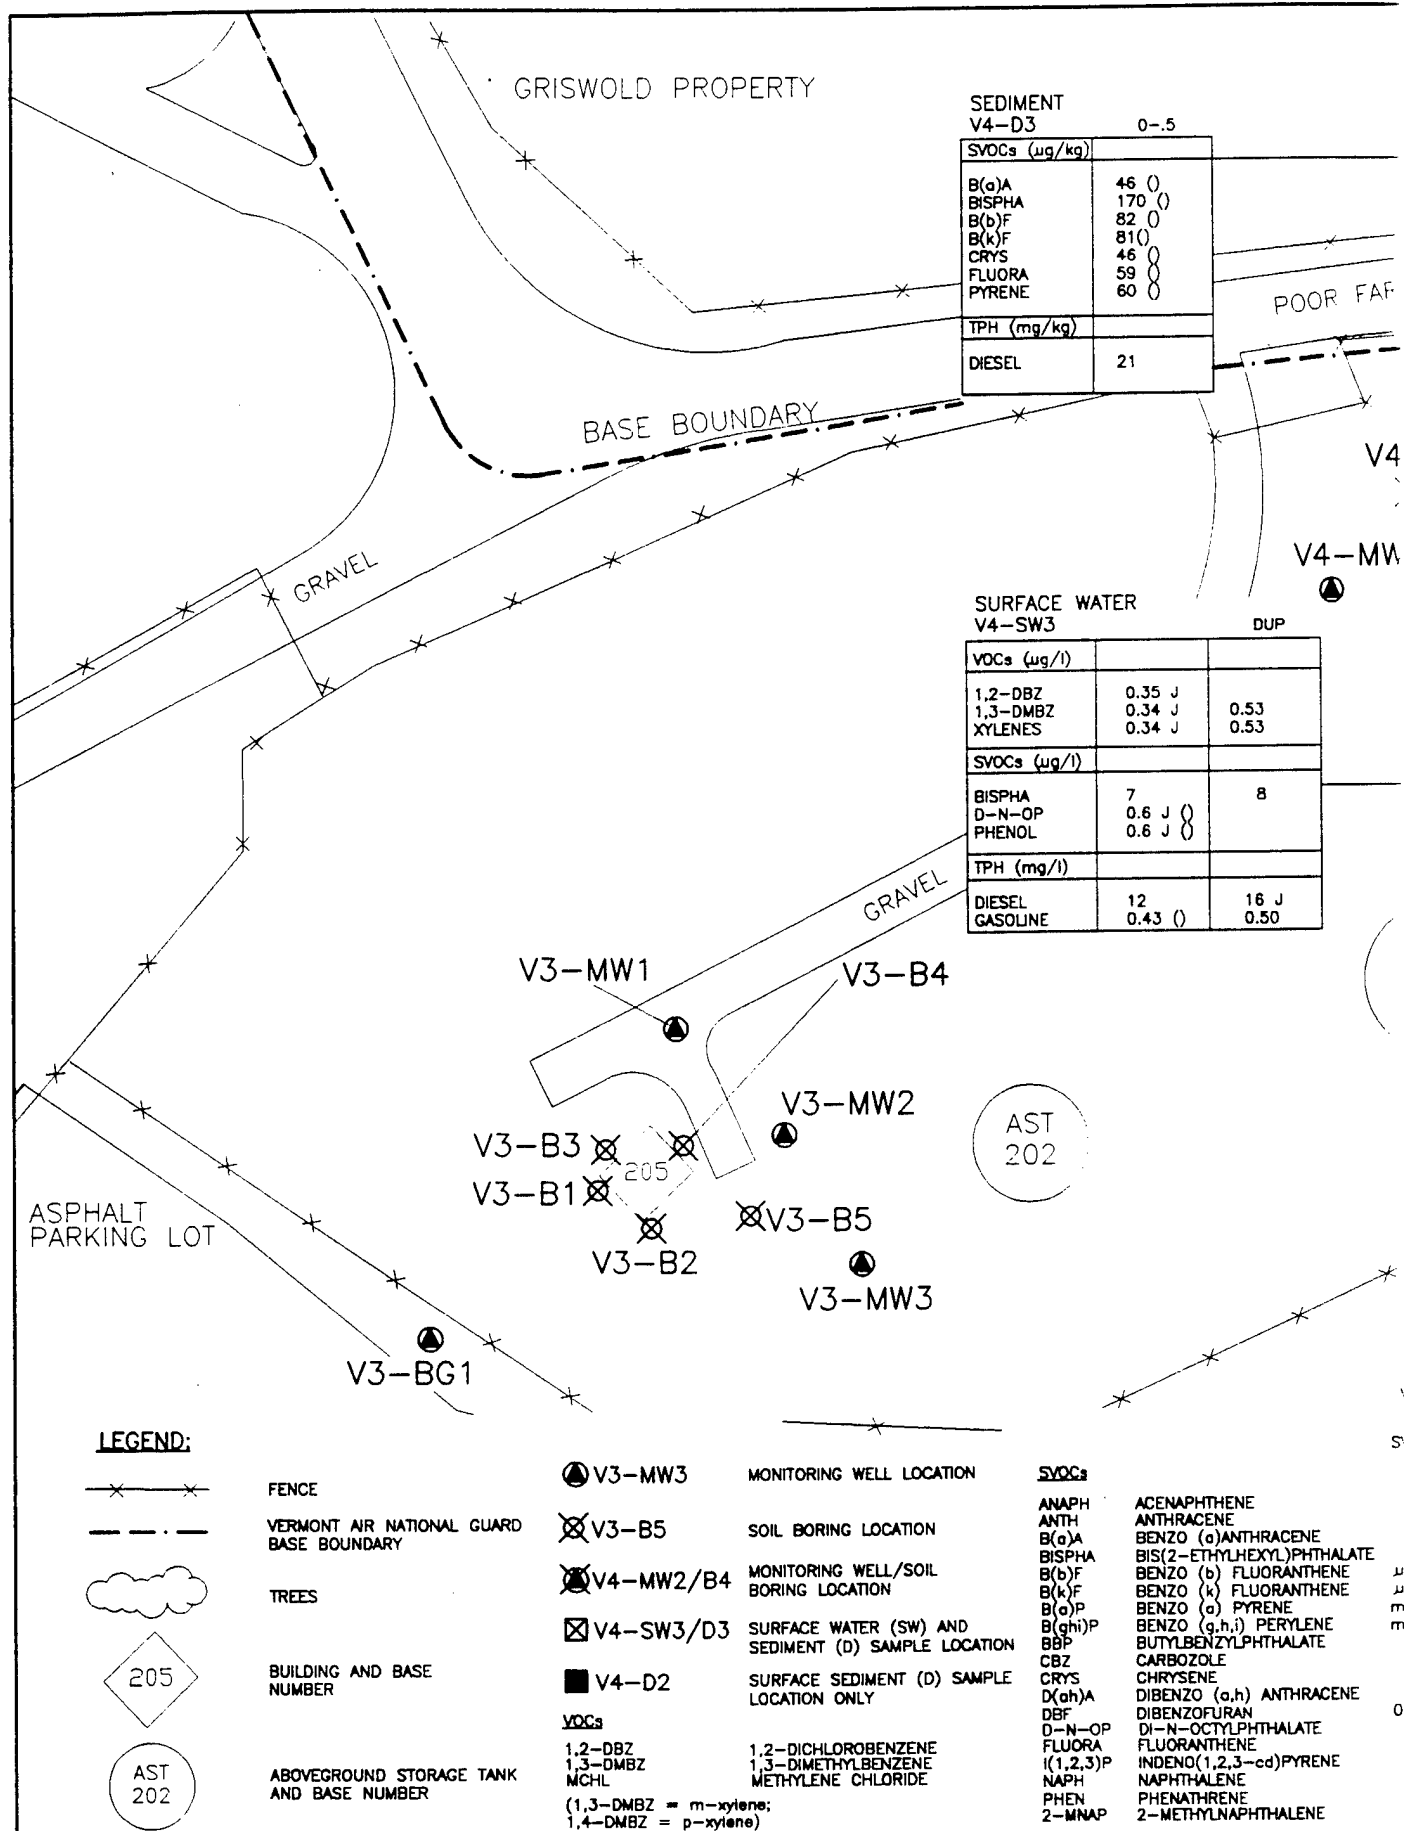 GRISWOLD PROPERTY
SEDIMENT
V4-D3 0-.5
SVOCs (µg/kg)
B(a)A 46 ()
BISPHA 170 ()
B(b)F 82 ()
B(k)F 81()
CRYS 46 ()
FLUORA 59 ()
PYRENE 60 ()
TPH (mg/kg)
DIESEL 21
POOR FAR
BASE BOUNDARY
V4
GRAVEL
V4-MW
SURFACE WATER
V4-SW3 DUP
VOCs (µg/l)
1,2-DBZ 0.35 J
1,3-DMBZ 0.34 J 0.53
XYLENES 0.34 J 0.53
SVOCs (µg/l)
BISPHA 7 8
D-N-OP 0.6 J ()
PHENOL 0.6 J ()
TPH (mg/l)
DIESEL 12 16 J
GASOLINE 0.43 () 0.50
GRAVEL
V3-MW1
V3-B4
V3-MW2
AST
202
V3-B3
205
V3-B1
ASPHALT
PARKING LOT
V3-B5
V3-B2
V3-MW3
V3-BG1
LEGEND:
FENCE
VERMONT AIR NATIONAL GUARD
BASE BOUNDARY
TREES
205
BUILDING AND BASE
NUMBER
AST
202
ABOVEGROUND STORAGE TANK
AND BASE NUMBER
V3-MW3 MONITORING WELL LOCATION
V3-B5 SOIL BORING LOCATION
V4-MW2/B4 MONITORING WELL/SOIL
BORING LOCATION
V4-SW3/D3 SURFACE WATER (SW) AND
SEDIMENT (D) SAMPLE LOCATION
V4-D2 SURFACE SEDIMENT (D) SAMPLE
LOCATION ONLY
VOCs
1,2-DBZ 1,2-DICHLOROBENZENE
1,3-DMBZ 1,3-DIMETHYLBENZENE
MCHL METHYLENE CHLORIDE
(1,3-DMBZ = m-xylene;
1,4-DMBZ = p-xylene)
SVOCs
ANAPH ACENAPHTHENE
ANTH ANTHRACENE
B(a)A BENZO (a)ANTHRACENE
BISPHA BIS(2-ETHYLHEXYL)PHTHALATE
B(b)F BENZO (b) FLUORANTHENE
B(k)F BENZO (k) FLUORANTHENE
B(a)P BENZO (a) PYRENE
B(ghi)P BENZO (g,h,i) PERYLENE
BBP BUTYLBENZYLPHTHALATE
CBZ CARBOZOLE
CRYS CHRYSENE
D(ah)A DIBENZO (a,h) ANTHRACENE
DBF DIBENZOFURAN
D-N-OP DI-N-OCTYLPHTHALATE
FLUORA FLUORANTHENE
I(1,2,3)P INDENO(1,2,3-cd)PYRENE
NAPH NAPHTHALENE
PHEN PHENATHRENE
2-MNAP 2-METHYLNAPHTHALENE